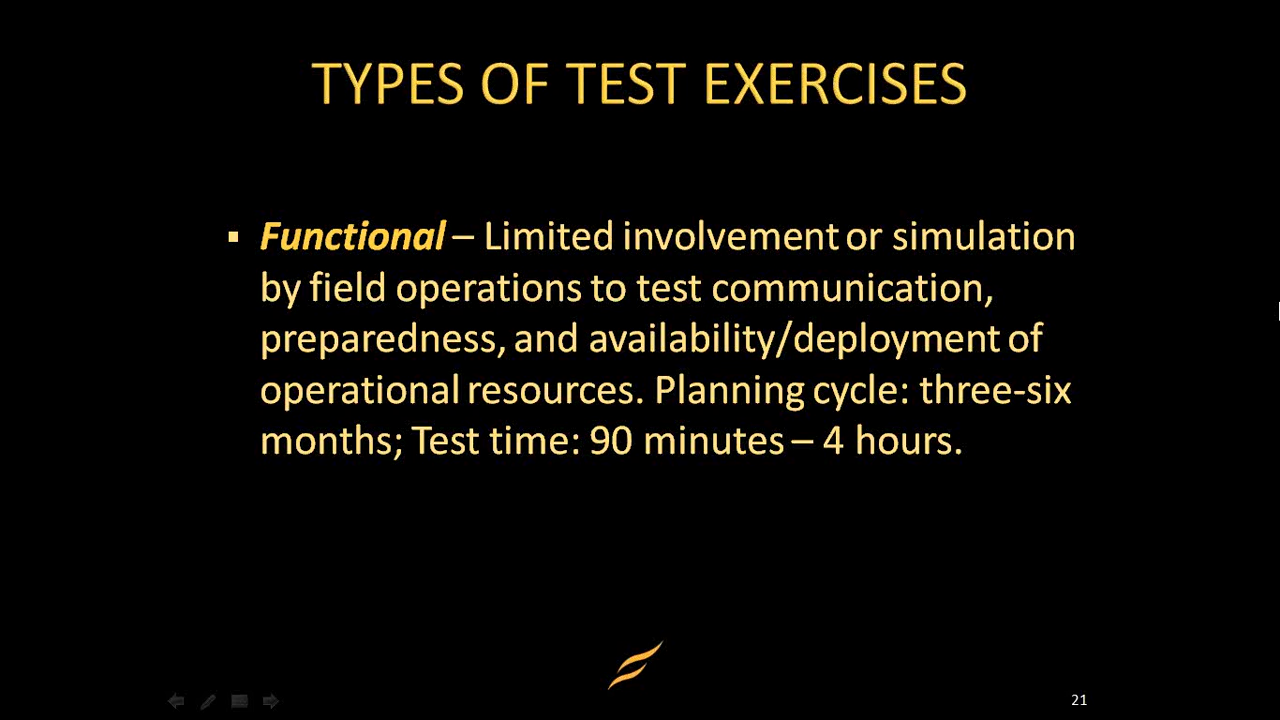 TYPES OF TEST EXERCISES
▪ Functional – Limited involvement or simulation
by field operations to test communication,
preparedness, and availability/deployment of
operational resources. Planning cycle: three-six
months; Test time: 90 minutes – 4 hours.
21